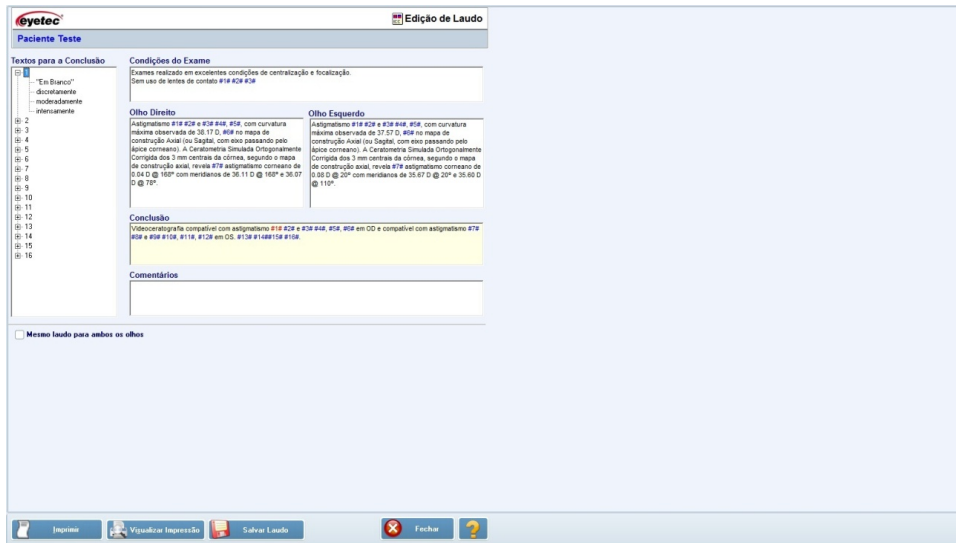 eyetec
Edição de Laudo
Paciente Teste
Textos para a Conclusão
1
"Em Branco"
discretamente
moderadamente
intensamente
2
3
4
5
6
7
8
9
10
11
12
13
14
15
16
Condições do Exame
Exames realizado em excelentes condições de centralização e focalização.
Sem uso de lentes de contato #1# #2# #3#
Olho Direito
Astigmatismo #1# #2# e #3# #4#, #5#, com curvatura
máxima observada de 38.17 D, #6# no mapa de
construção Axial (ou Sagital, com eixo passando pelo
ápice corneano). A Ceratometria Simulada Ortogonalmente
Corrigida dos 3 mm centrais da córnea, segundo o mapa
de construção axial, revela #7# astigmatismo corneano de
0.04 D @ 168º com meridianos de 36.11 D @ 168º e 36.07
D @ 78º.
Olho Esquerdo
Astigmatismo #1# #2# e #3# #4#, #5#, com curvatura
máxima observada de 37.57 D, #6# no mapa de
construção Axial (ou Sagital, com eixo passando pelo
ápice corneano). A Ceratometria Simulada Ortogonalmente
Corrigida dos 3 mm centrais da córnea, segundo o mapa
de construção axial, revela #7# astigmatismo corneano de
0.08 D @ 20º com meridianos de 35.67 D @ 20º e 35.60 D
@ 110º.
Conclusão
Videoceratografia compatível com astigmatismo #1# #2# e #3# #4#, #5#, #6# em OD e compatível com astigmatismo #7#
#8# e #9# #10#, #11#, #12# em OS. #13# #14##15# #16#.
Comentários
Mesmo laudo para ambos os olhos
Imprimir
Visualizar Impressão
Salvar Laudo
Fechar
?